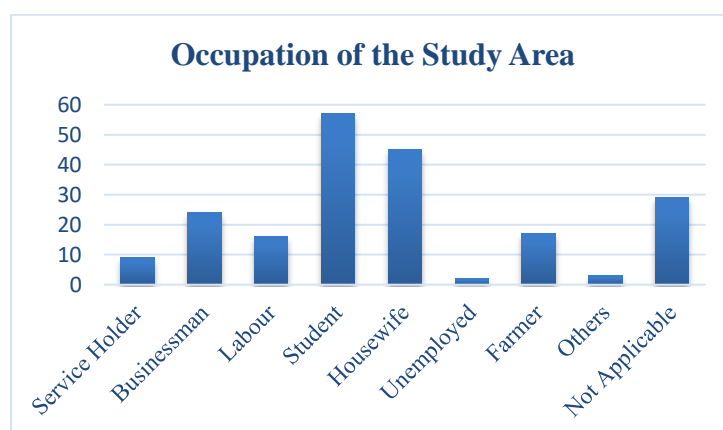 Occupation of the Study Area
60
50
40
30
20
10
0
Service Holder
Businessman
Labour
Student
Housewife
Unemployed
Farmer
Others
Not Applicable